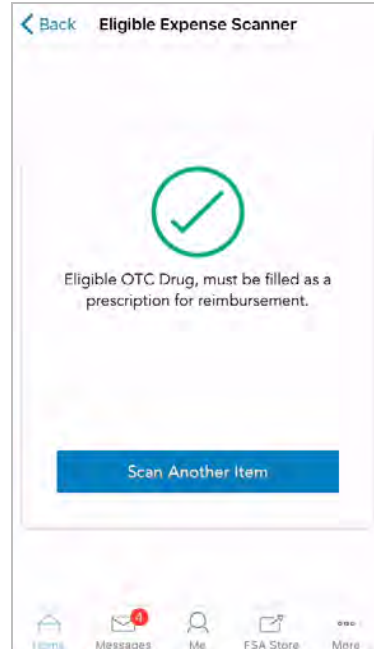 Back Eligible Expense Scanner
Eligible OTC Drug, must be filled as a
prescription for reimbursement.
Scan Another Item
4
Home Messages Me FSA Store More